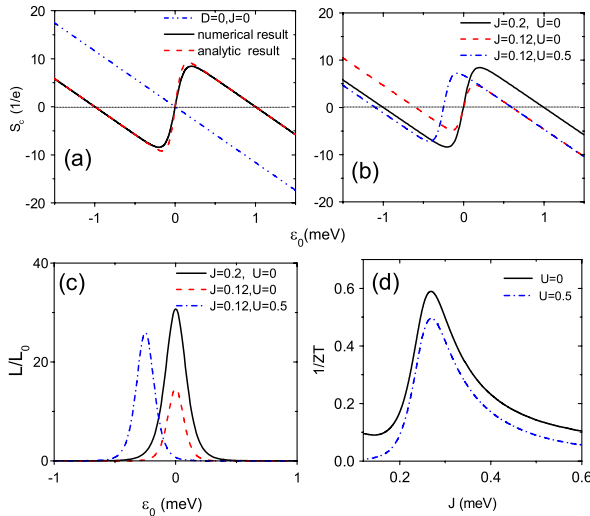 20
10
0
-10
-20
S_c (1/e)
D=0,J=0
numerical result
analytic result
(a)
-1 0 1
20
10
0
-10
-20
J=0.2, U=0
J=0.12,U=0
J=0.12,U=0.5
(b)
-1 0 1
ε₀(meV)
40
20
0
L/L₀
(c)
J=0.2, U=0
J=0.12,U=0
J=0.12,U=0.5
-1 0 1
ε₀ (meV)
0.6
0.4
0.2
0.0
1/ZT
(d)
U=0
U=0.5
0.2 0.4 0.6
J (meV)